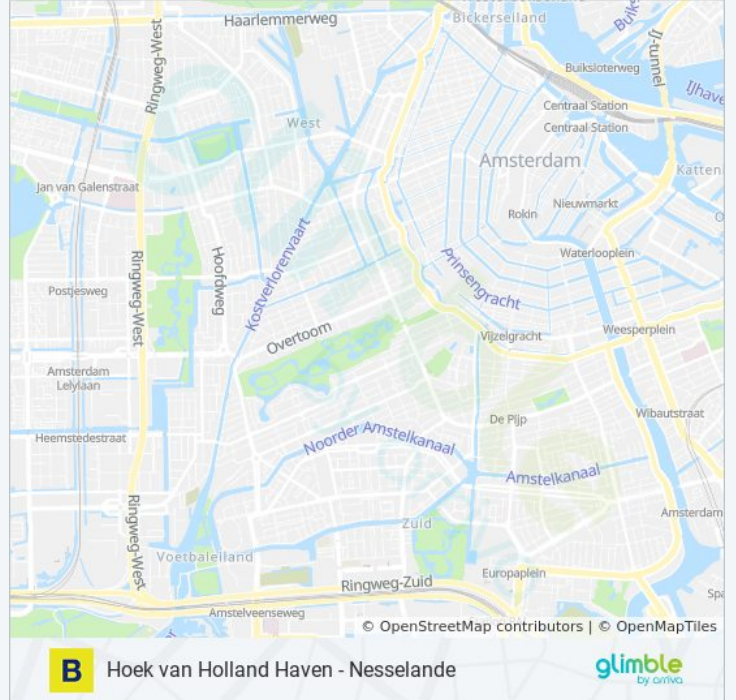 Haarlemmerweg
Bickerseiland
Ringweg-West
IJ-tunnel
Buiksloterweg
IJhave
Centraal Station
Centraal Station
West
Amsterdam
Katten
Jan van Galenstraat
Nieuwmarkt
Rokin
O
Waterlooplein
Kostverlorenvaart
Hoofdweg
Ringweg-West
Prinsengracht
Postjesweg
Overtoom
Vijzelgracht
Weesperplein
Amsterdam
Lelylaan
De Pijp
Wibautstraat
Heemstedestraat
Noorder Amstelkanaal
Amstelkanaal
Ringweg-West
Zuid
Amsterdam
Voetbaleiland
Europaplein
Ringweg-Zuid
Spa
Amstelveenseweg
© OpenStreetMap contributors | © OpenMapTiles
B Hoek van Holland Haven - Nesselande
glimble
by arriva